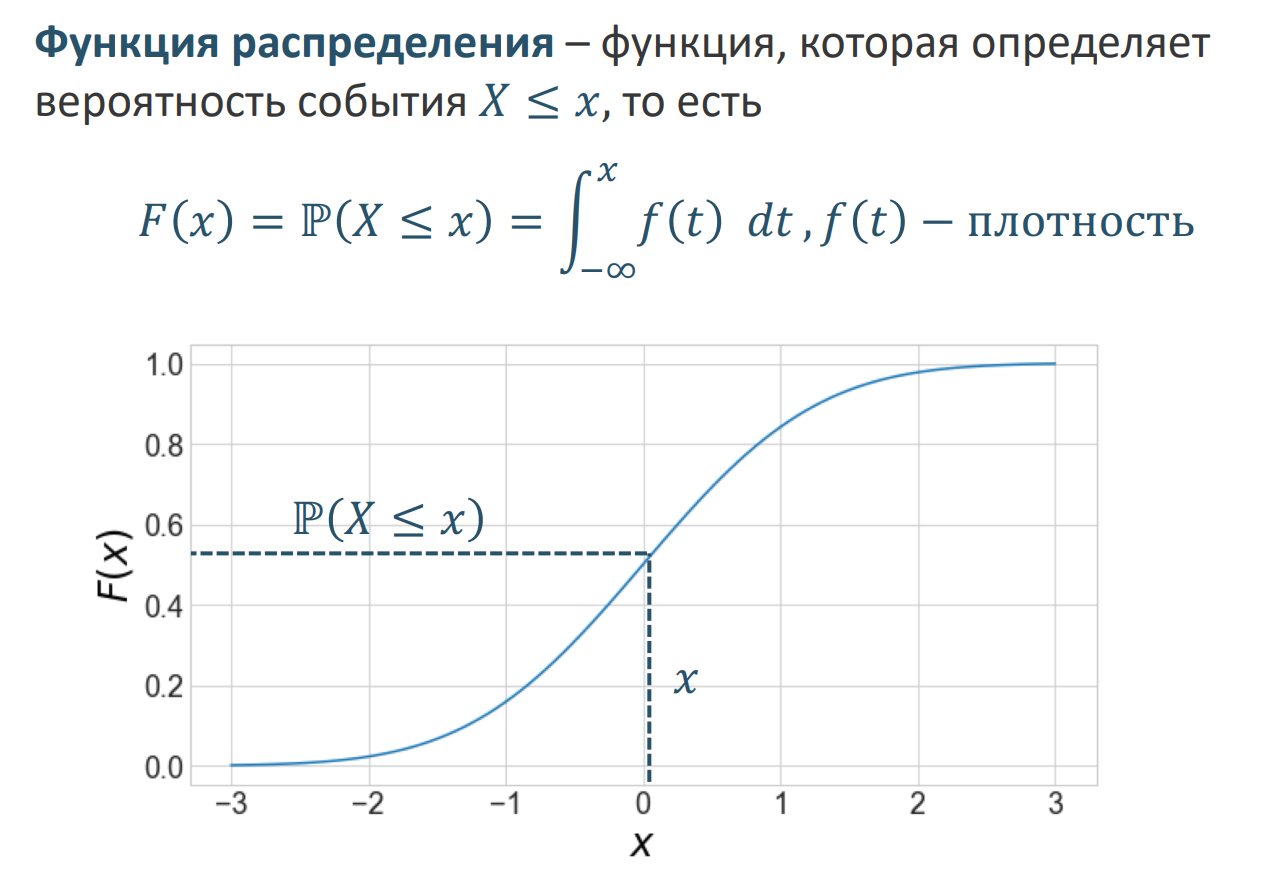 Функция распределения – функция, которая определяет
вероятность события X ≤ x, то есть
F(x) = ℙ(X ≤ x) = ∫_{−∞}^{x} f(t) dt , f(t) − плотность
1.0
0.8
ℙ(X ≤ x)
0.6
F(x)
0.4
x
0.2
0.0
−3 −2 −1 0 1 2 3
x